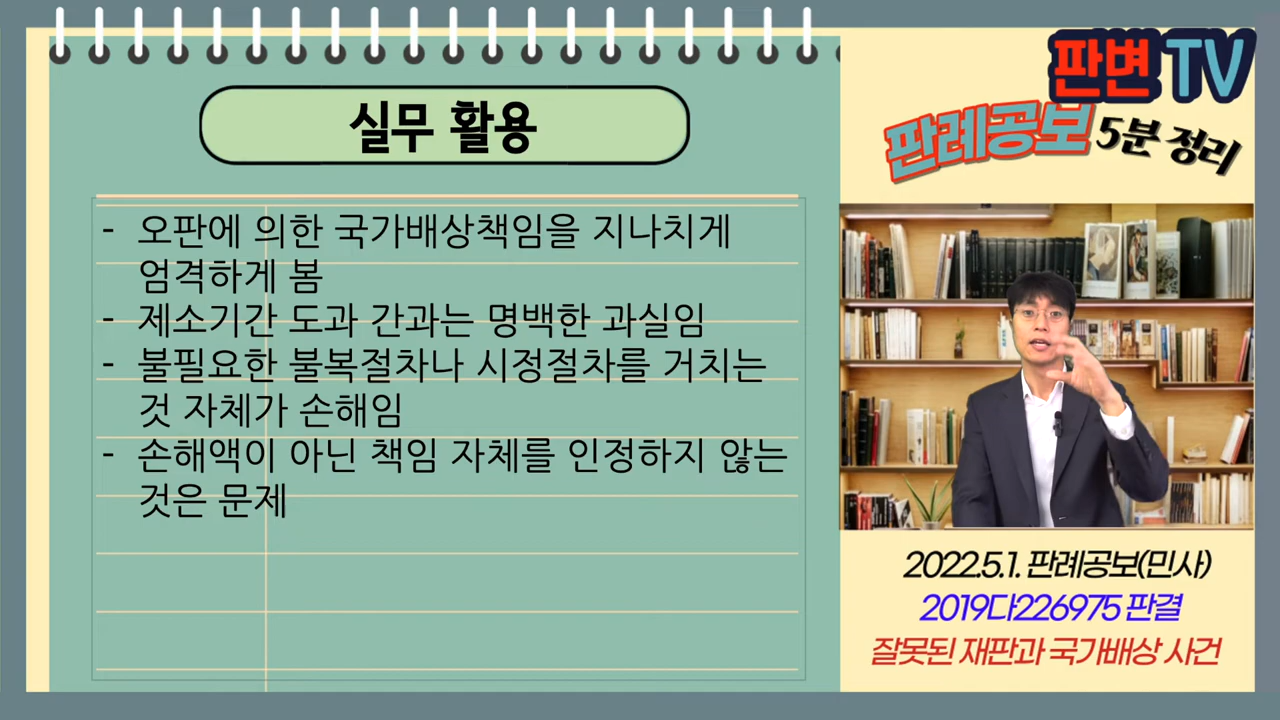 실무 활용
- 오판에 의한 국가배상책임을 지나치게
엄격하게 봄
- 제소기간 도과 간과는 명백한 과실임
- 불필요한 불복절차나 시정절차를 거치는
것 자체가 손해임
- 손해액이 아닌 책임 자체를 인정하지 않는
것은 문제
판변 TV
판례공보 5분 정리
2022.5.1. 판례공보(민사)
2019다226975 판결
잘못된 재판과 국가배상 사건